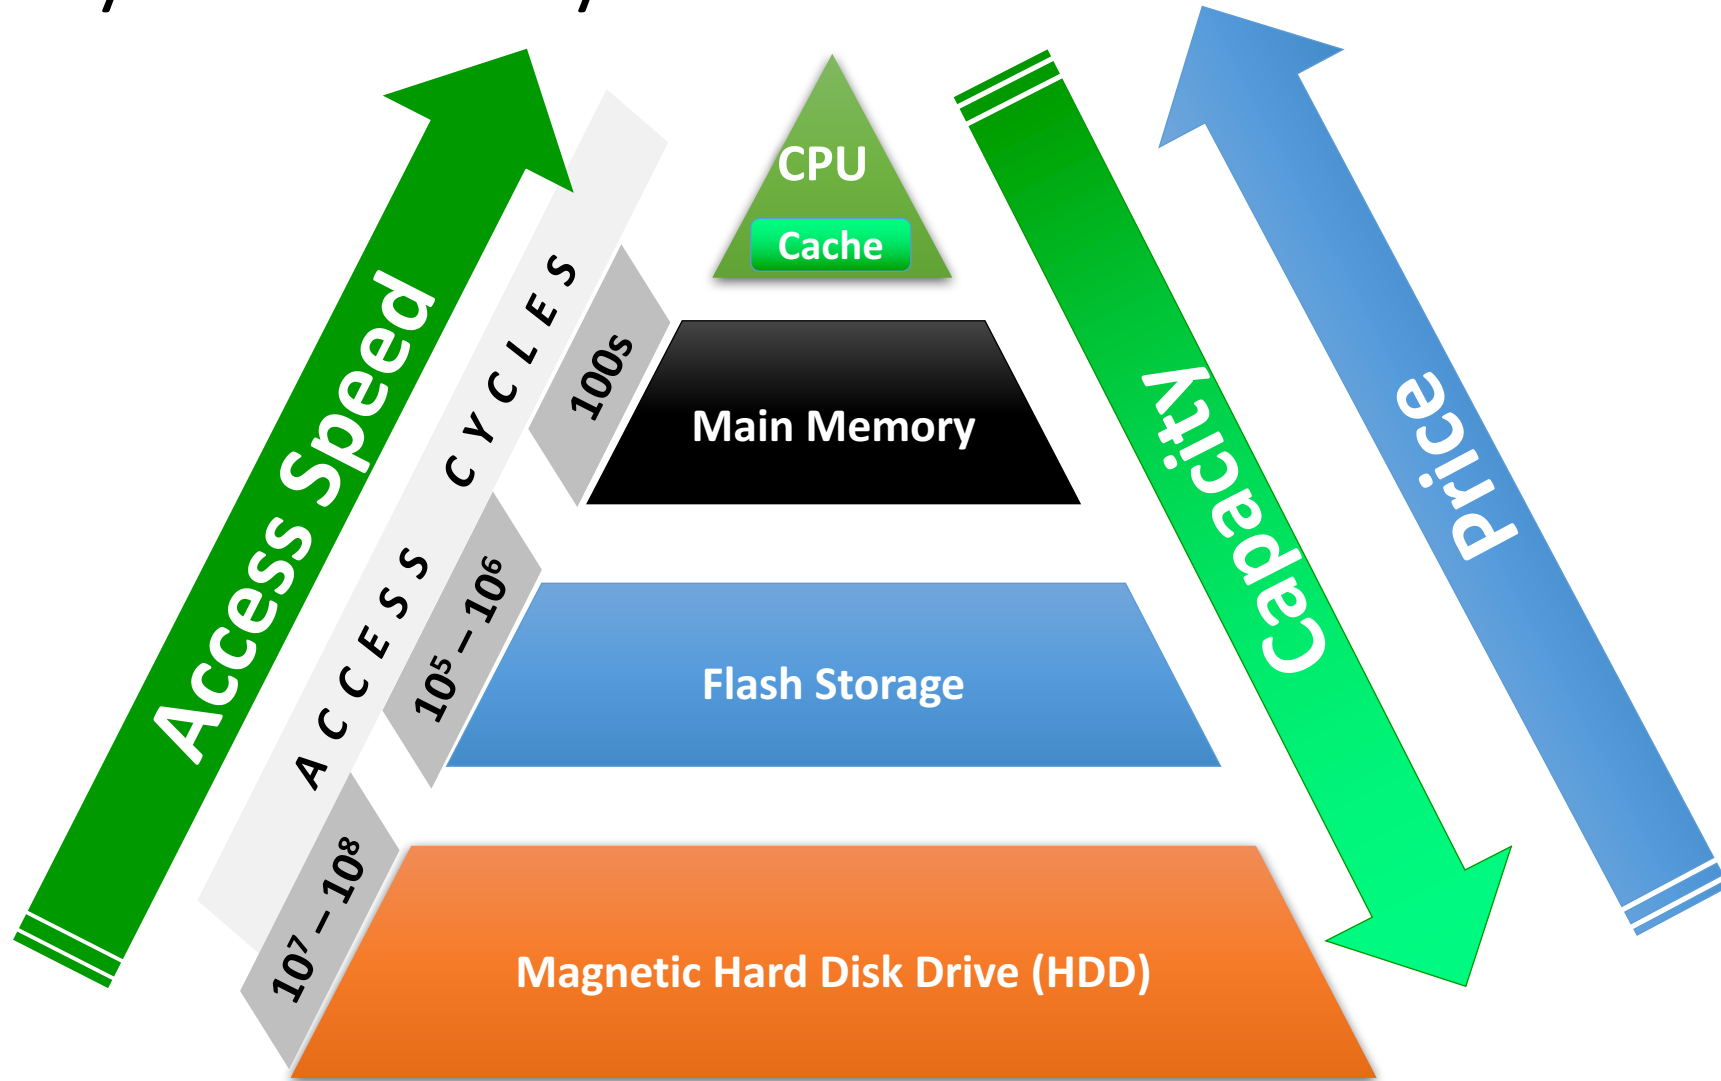 CPU
Cache
Access Speed
ACCESS CYCLES
100s
Main Memory
Capacity
Price
10⁵ – 10⁶
Flash Storage
10⁷ – 10⁸
Magnetic Hard Disk Drive (HDD)